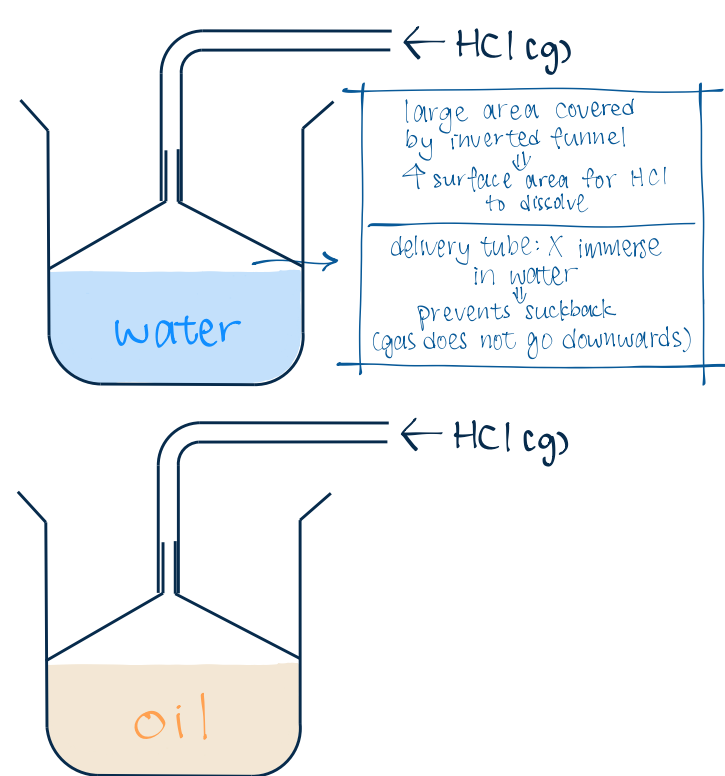 ← HCl (g)
large area covered
by inverted funnel
⇓
↑ surface area for HCl
to dissolve
delivery tube: X immerse
in water
⇓
prevents suckback
(gas does not go downwards)
water
← HCl (g)
oil